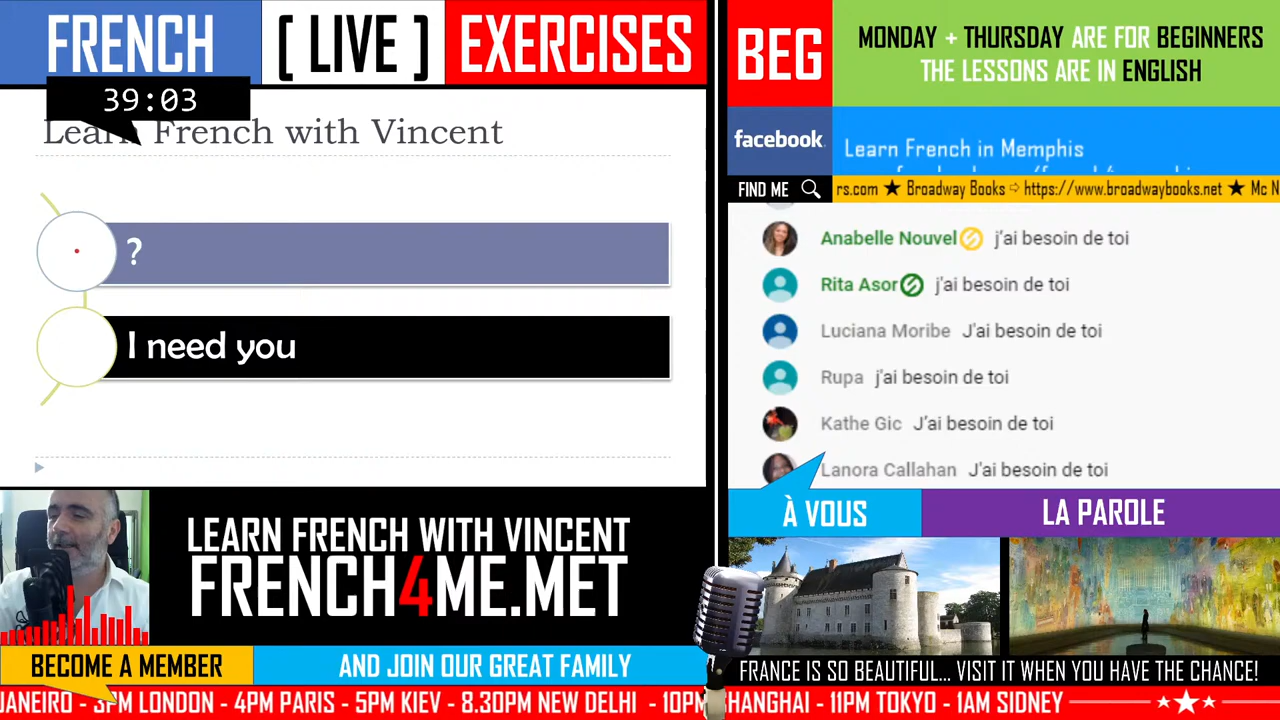 FRENCH [ LIVE ] EXERCISES
39:03
Learn French with Vincent
?
I need you
LEARN FRENCH WITH VINCENT
FRENCH4ME.MET
BECOME A MEMBER AND JOIN OUR GREAT FAMILY
BEG
MONDAY + THURSDAY ARE FOR BEGINNERS
THE LESSONS ARE IN ENGLISH
facebook.
Learn French in Memphis
FIND ME
rs.com ★ Broadway Books ⇨ https://www.broadwaybooks.net ★ Mc N
Anabelle Nouvel j'ai besoin de toi
Rita Asor j'ai besoin de toi
Luciana Moribe J'ai besoin de toi
Rupa j'ai besoin de toi
Kathe Gic J'ai besoin de toi
Lanora Callahan J'ai besoin de toi
À VOUS LA PAROLE
FRANCE IS SO BEAUTIFUL... VISIT IT WHEN YOU HAVE THE CHANCE!
JANEIRO - 3PM LONDON - 4PM PARIS - 5PM KIEV - 8.30PM NEW DELHI - 10PM SHANGHAI - 11PM TOKYO - 1AM SIDNEY